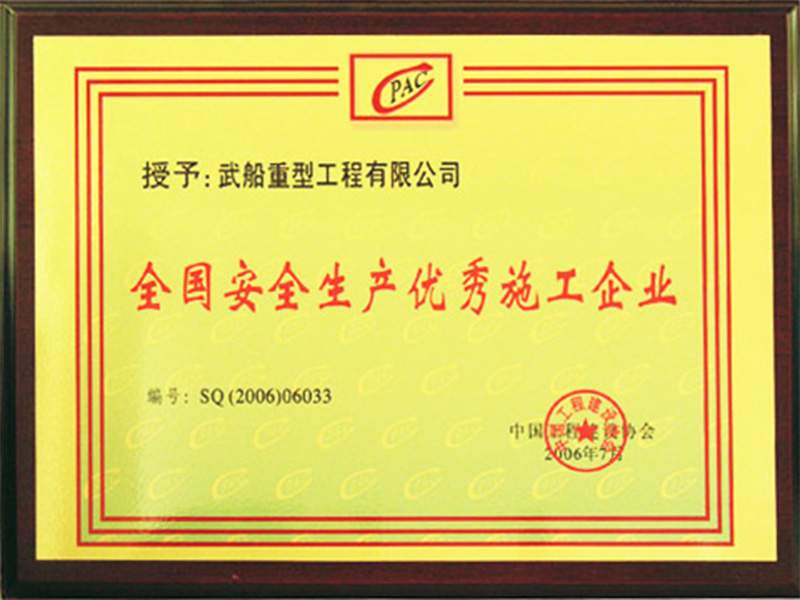 CPAC
授予：武船重型工程有限公司
全国安全生产优秀施工企业
编号：SQ (2006)06033
中国工程建设协会
2006年7月